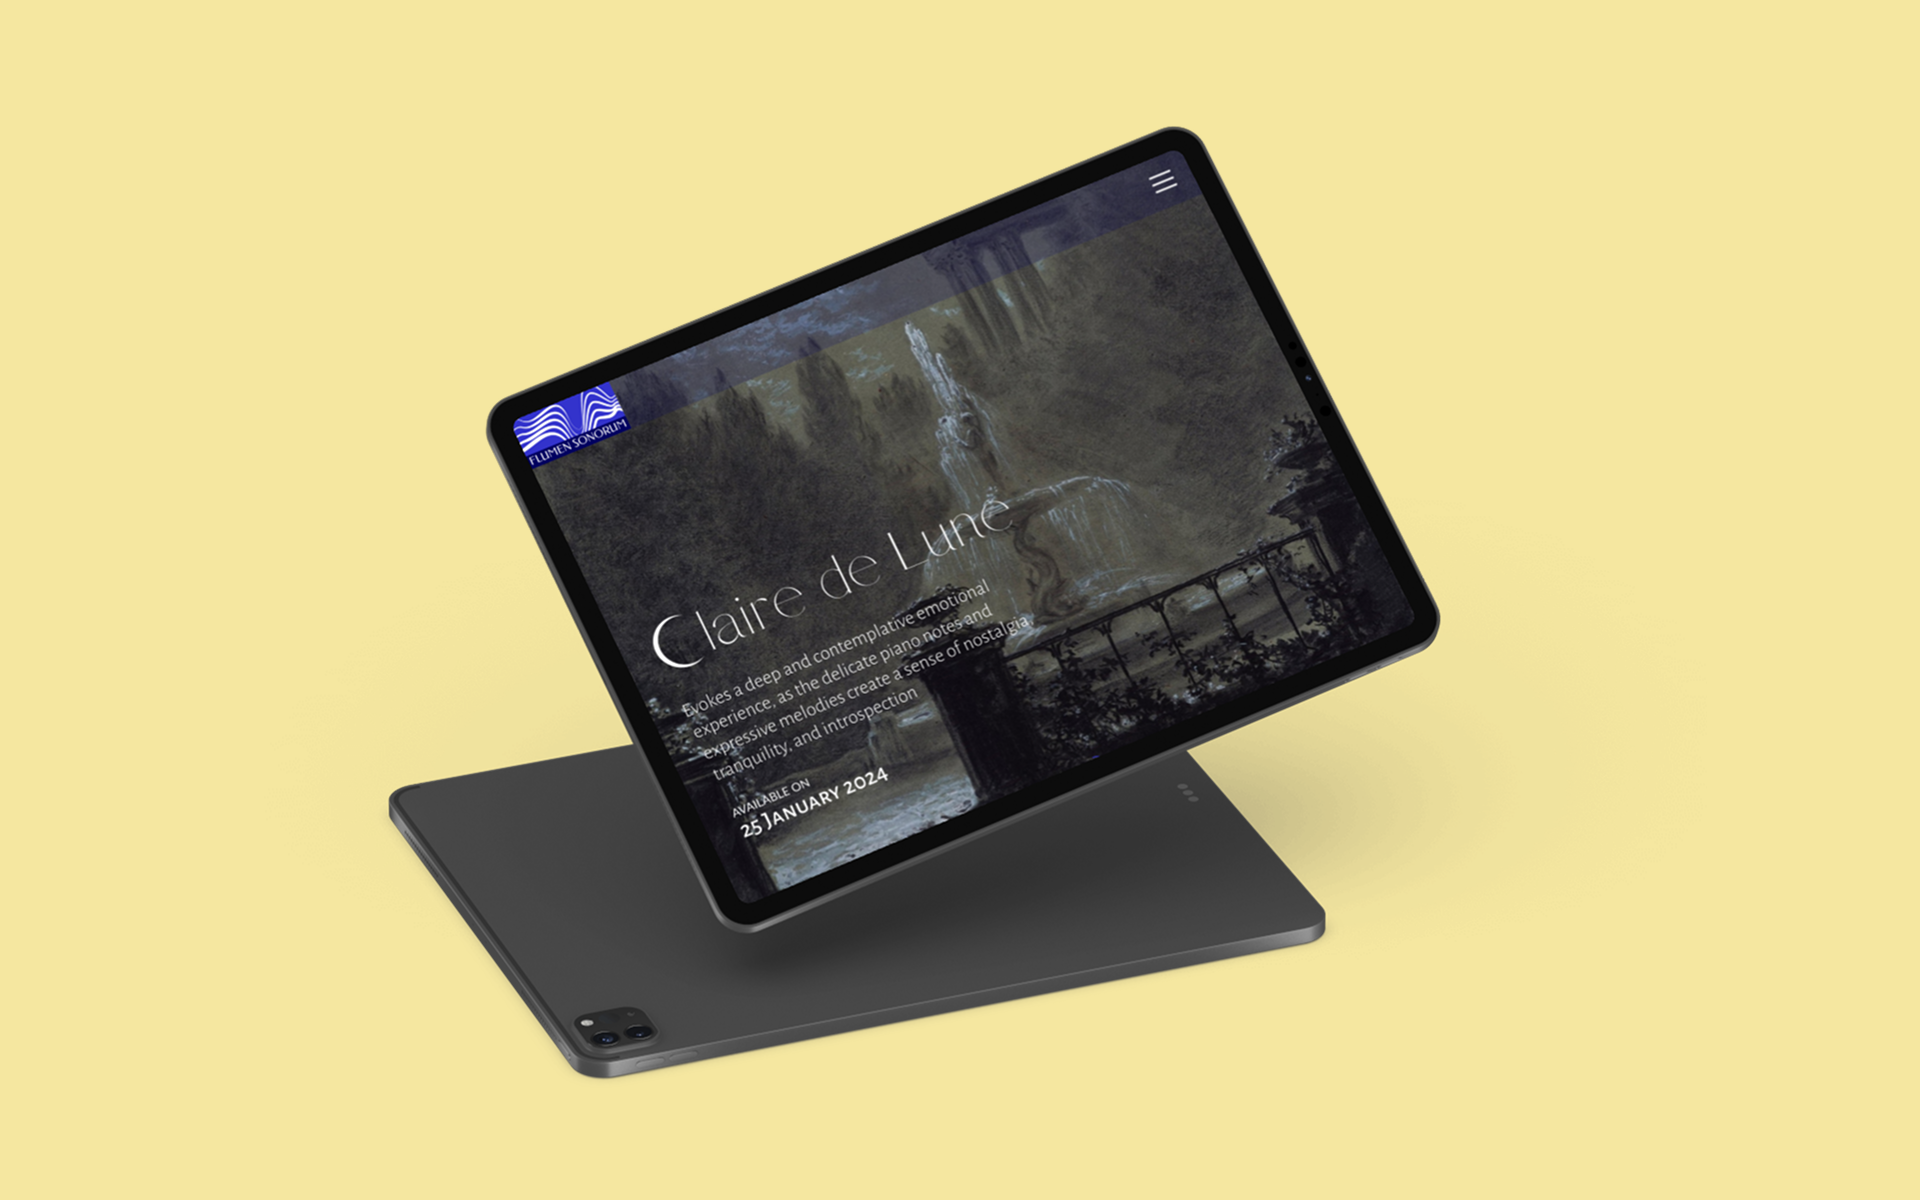 FLUMEN SONORUM
Claire de Lune
Evokes a deep and contemplative emotional
experience, as the delicate piano notes and
expressive melodies create a sense of nostalgia,
tranquility, and introspection
AVAILABLE ON
25 JANUARY 2024